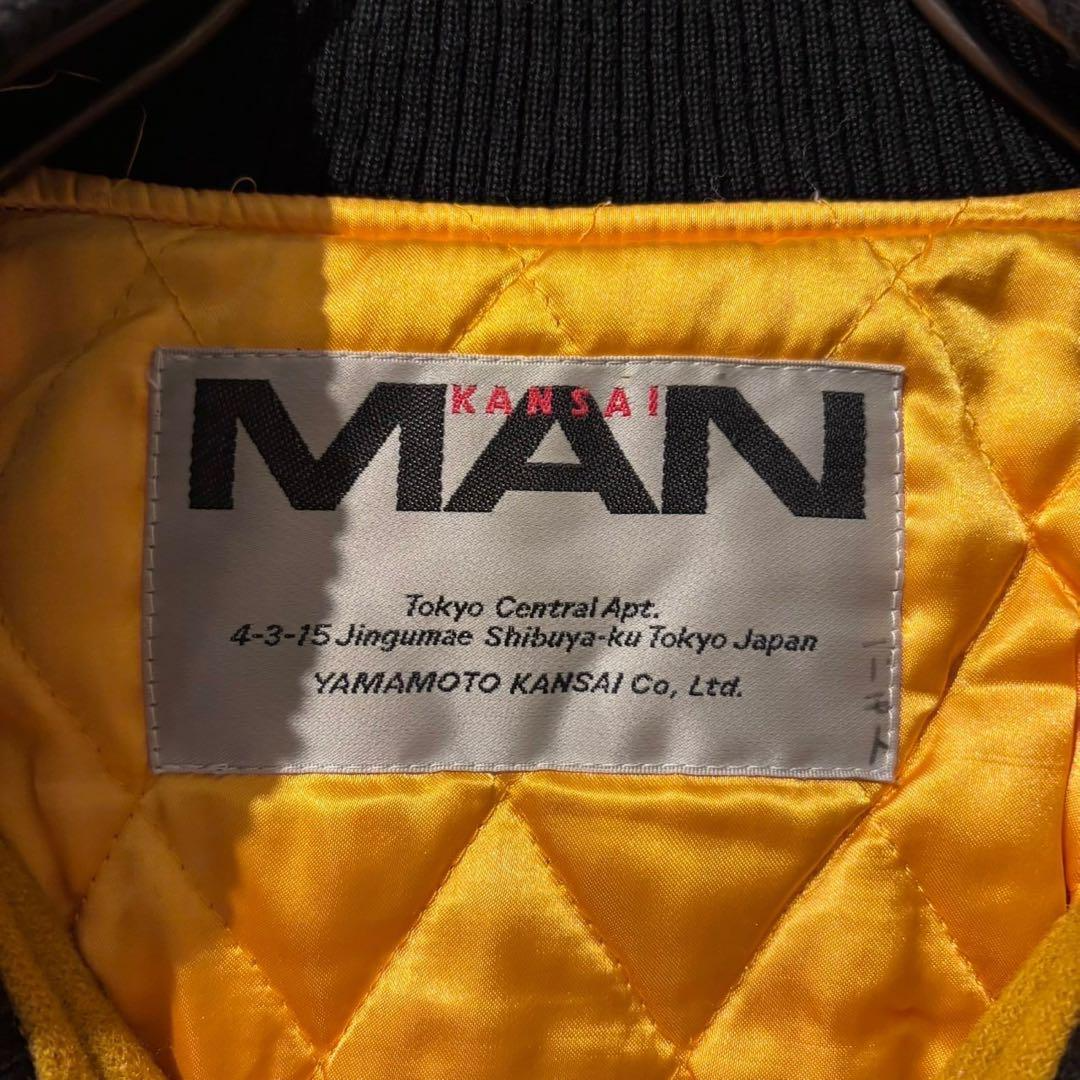 KANSAI
MAN
Tokyo Central Apt.
4-3-15 Jingumae Shibuya-ku Tokyo Japan
YAMAMOTO KANSAI Co, Ltd.